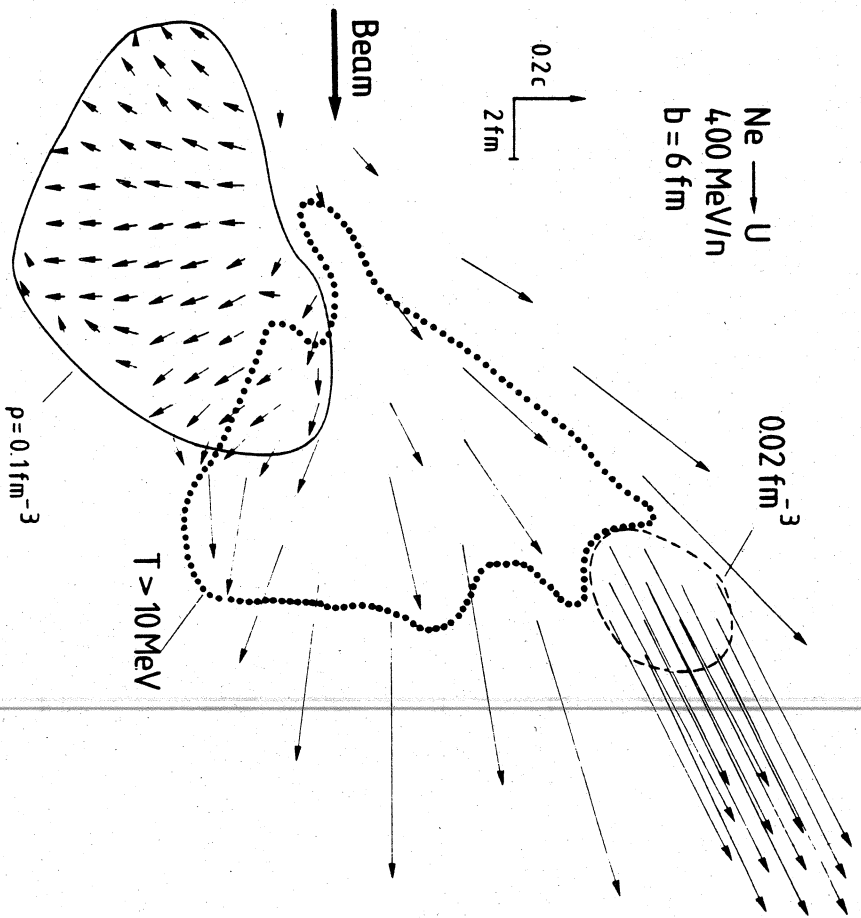 Ne → U
400 MeV/n
b = 6 fm
0.2 c
2 fm
Beam
0.02 fm⁻³
T > 10 MeV
ρ = 0.1 fm⁻³